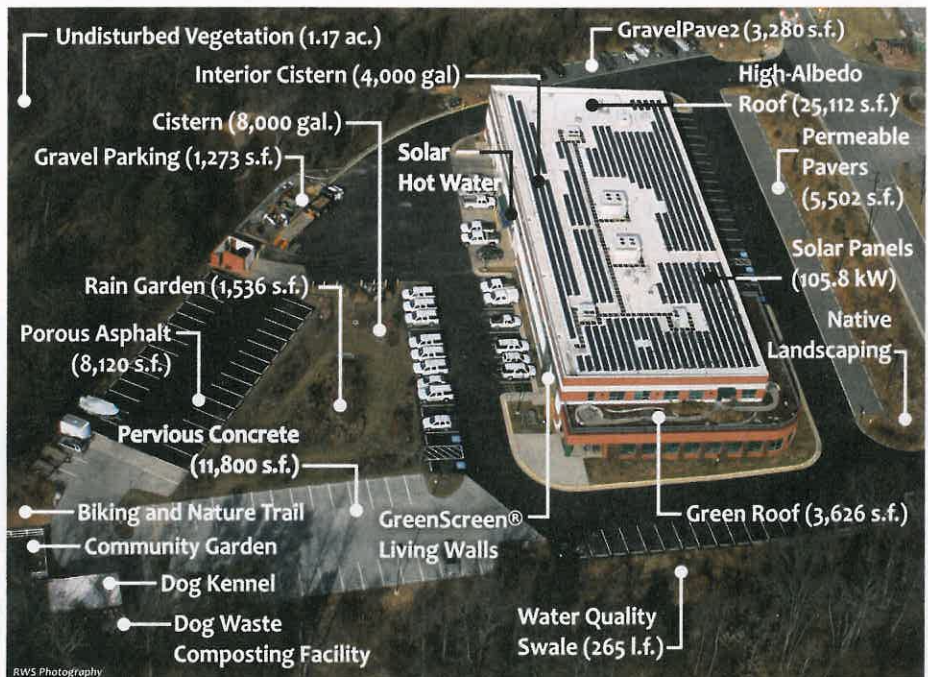 Undisturbed Vegetation (1.17 ac.)
GravelPave2 (3,280 s.f.)
Interior Cistern (4,000 gal)
High-Albedo
Roof (25,112 s.f.)
Cistern (8,000 gal.)
Gravel Parking (1,273 s.f.)
Solar
Hot Water
Permeable
Pavers
(5,502 s.f.)
Solar Panels
(105.8 kW)
Rain Garden (1,536 s.f.)
Porous Asphalt
(8,120 s.f.)
Native
Landscaping
Pervious Concrete
(11,800 s.f.)
Biking and Nature Trail
GreenScreen®
Living Walls
Green Roof (3,626 s.f.)
Community Garden
Dog Kennel
Dog Waste
Composting Facility
Water Quality
Swale (265 l.f.)
RWS Photography